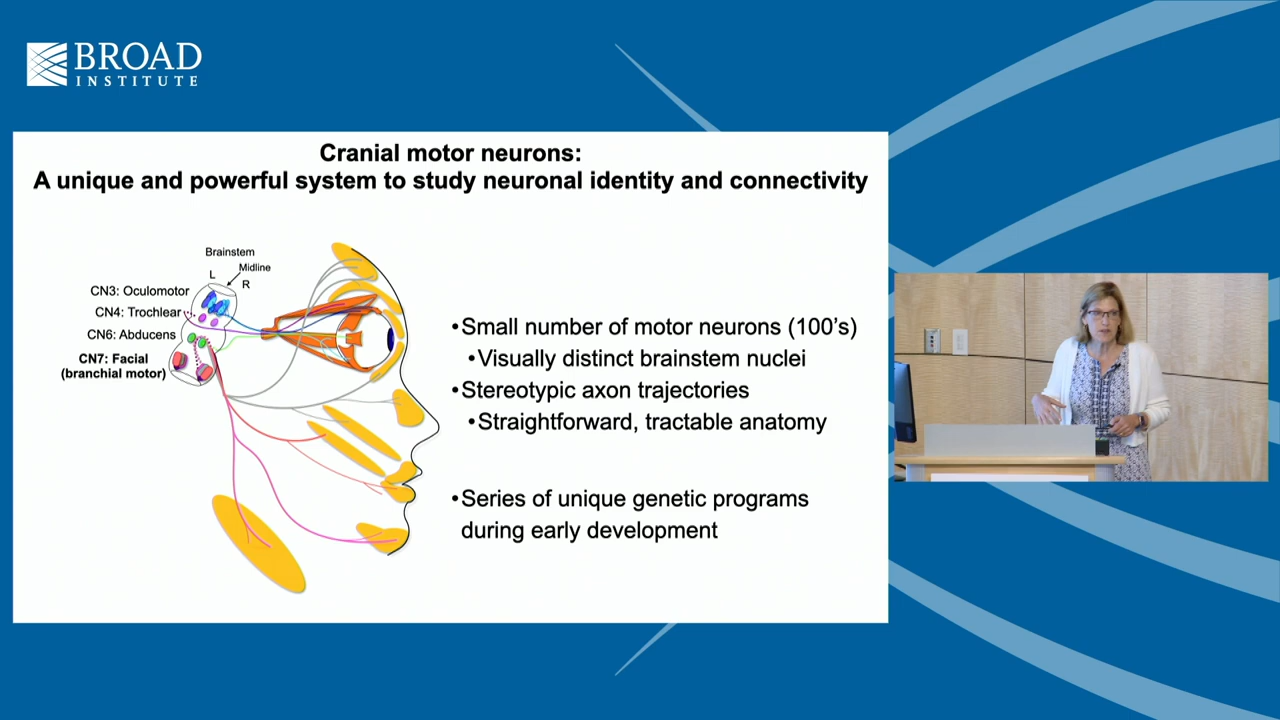 BROAD
INSTITUTE
Cranial motor neurons:
A unique and powerful system to study neuronal identity and connectivity
Brainstem
Midline
L
R
CN3: Oculomotor
CN4: Trochlear
CN6: Abducens
CN7: Facial
(branchial motor)
•Small number of motor neurons (100's)
•Visually distinct brainstem nuclei
•Stereotypic axon trajectories
•Straightforward, tractable anatomy
•Series of unique genetic programs
during early development